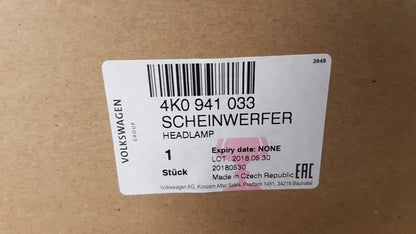 3849
VOLKSWAGEN
GROUP
4K0 941 033
SCHEINWERFER
HEADLAMP
1
Stück
Expiry date: NONE
LOT : 2018.05.30
20180530
Made in Czech Republic EAC
Volkswagen AG, Konzern After Sales, Postfach 1451, 34219 Baunatal